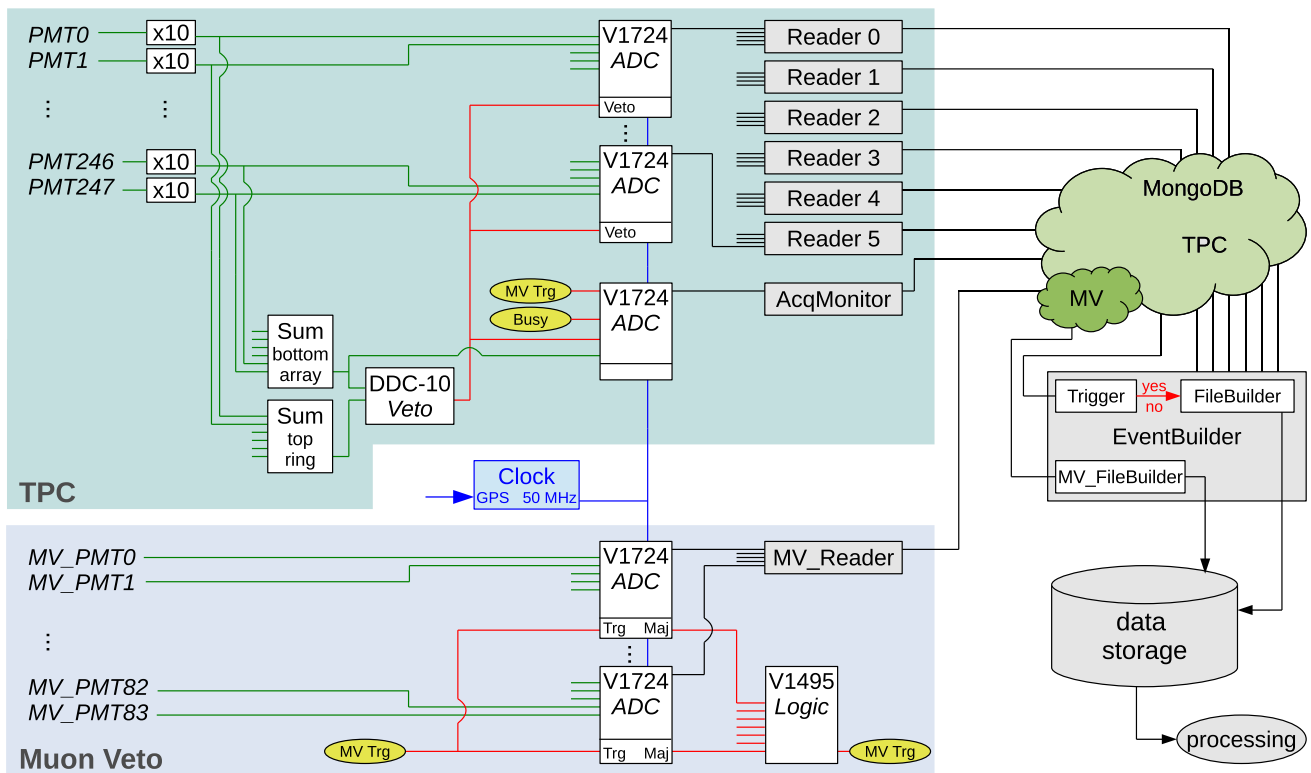 PMT0
x10
PMT1
x10
⋮
⋮
PMT246
x10
PMT247
x10
V1724
ADC
Veto
⋮
V1724
ADC
Veto
MV Trg
Busy
V1724
ADC
Reader 0
Reader 1
Reader 2
Reader 3
Reader 4
Reader 5
AcqMonitor
Sum
bottom
array
DDC-10
Veto
Sum
top
ring
TPC
Clock
GPS 50 MHz
MongoDB
TPC
MV
Trigger
yes
no
FileBuilder
EventBuilder
MV_FileBuilder
data
storage
processing
MV_PMT0
MV_PMT1
⋮
MV_PMT82
MV_PMT83
V1724
ADC
Trg Maj
⋮
V1724
ADC
Trg Maj
MV_Reader
V1495
Logic
MV Trg
MV Trg
Muon Veto